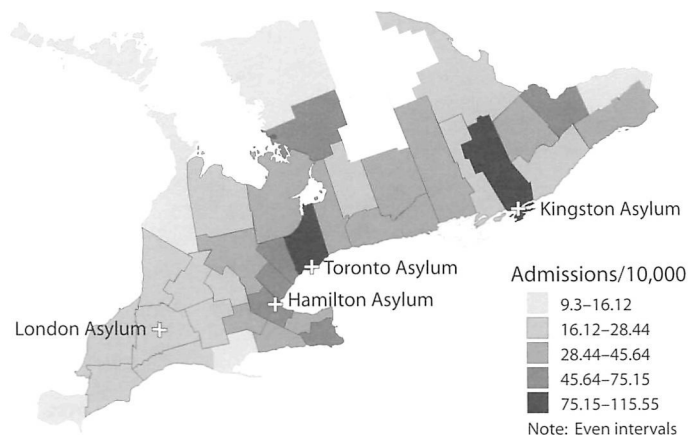 Kingston Asylum
Toronto Asylum
Hamilton Asylum
London Asylum
Admissions/10,000
9.3–16.12
16.12–28.44
28.44–45.64
45.64–75.15
75.15–115.55
Note: Even intervals